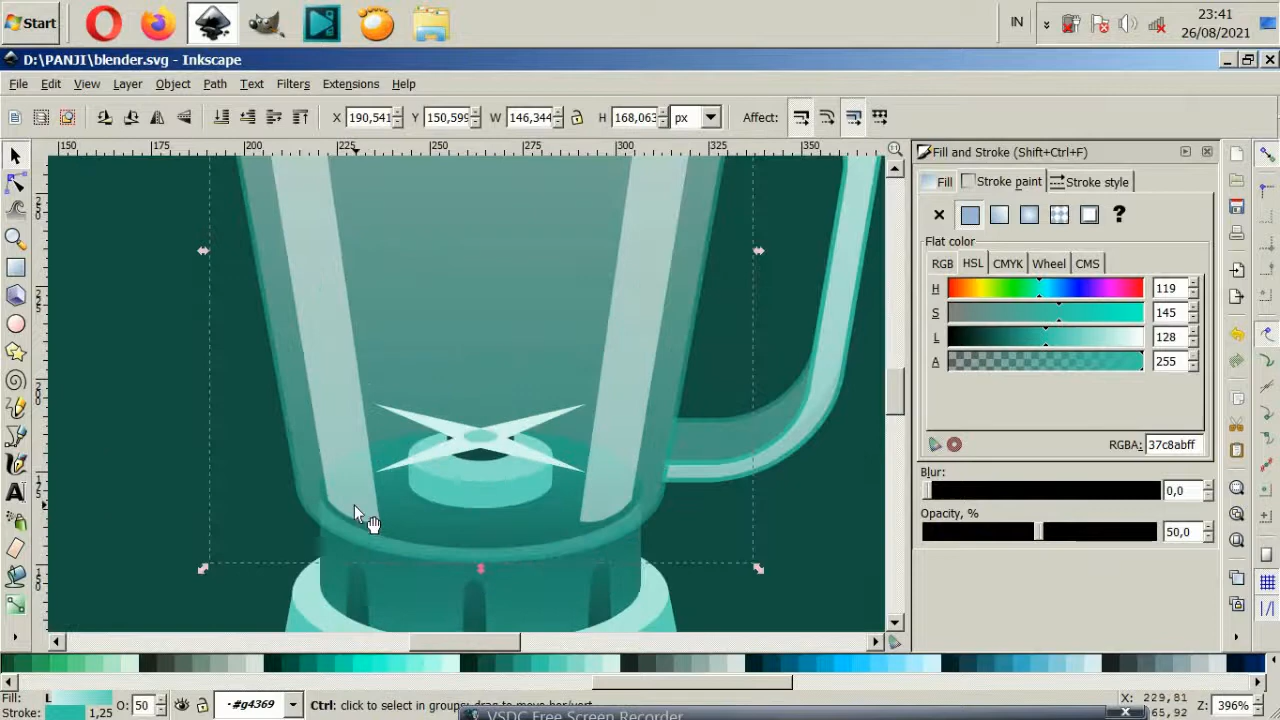 Start
IN
23:41
26/08/2021
D:\PANJI\blender.svg - Inkscape
File Edit View Layer Object Path Text Filters Extensions Help
X 190,541 Y 150,599 W 146,344 H 168,063 px Affect:
150 175 200 225 250 275 300 325 350
Fill and Stroke (Shift+Ctrl+F)
Fill Stroke paint Stroke style
?
Flat color
RGB HSL CMYK Wheel CMS
H 119
S 145
L 128
A 255
RGBA: 37c8abff
Blur:
0,0
Opacity, %
50,0
Fill: L
Stroke: 1,25
O: 50
-#g4369
Ctrl: click to select in groups; drag to move hor/vert
X: 229,81
65,92
Z: 396%
VSDC Free Screen Recorder